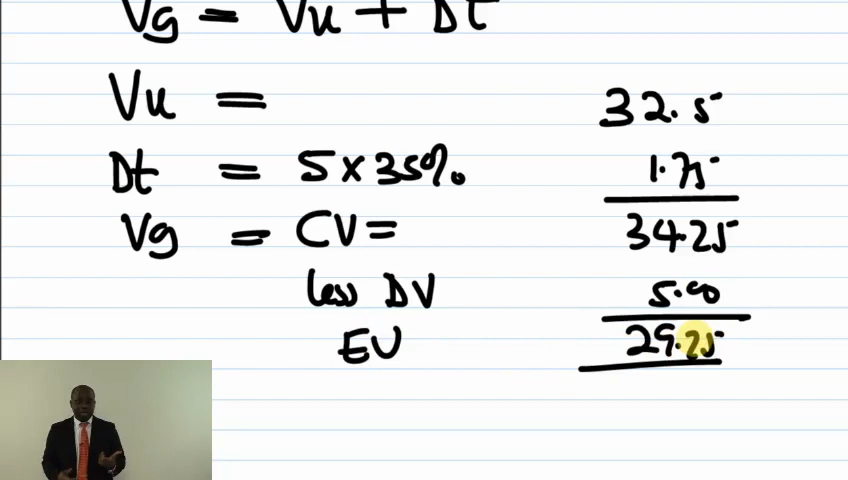 Vg = Vu + Dt
Vu = 32.5
Dt = 5 x 35% 1.75
Vg = CV = 34.25
less DV 5.00
EV 29.25